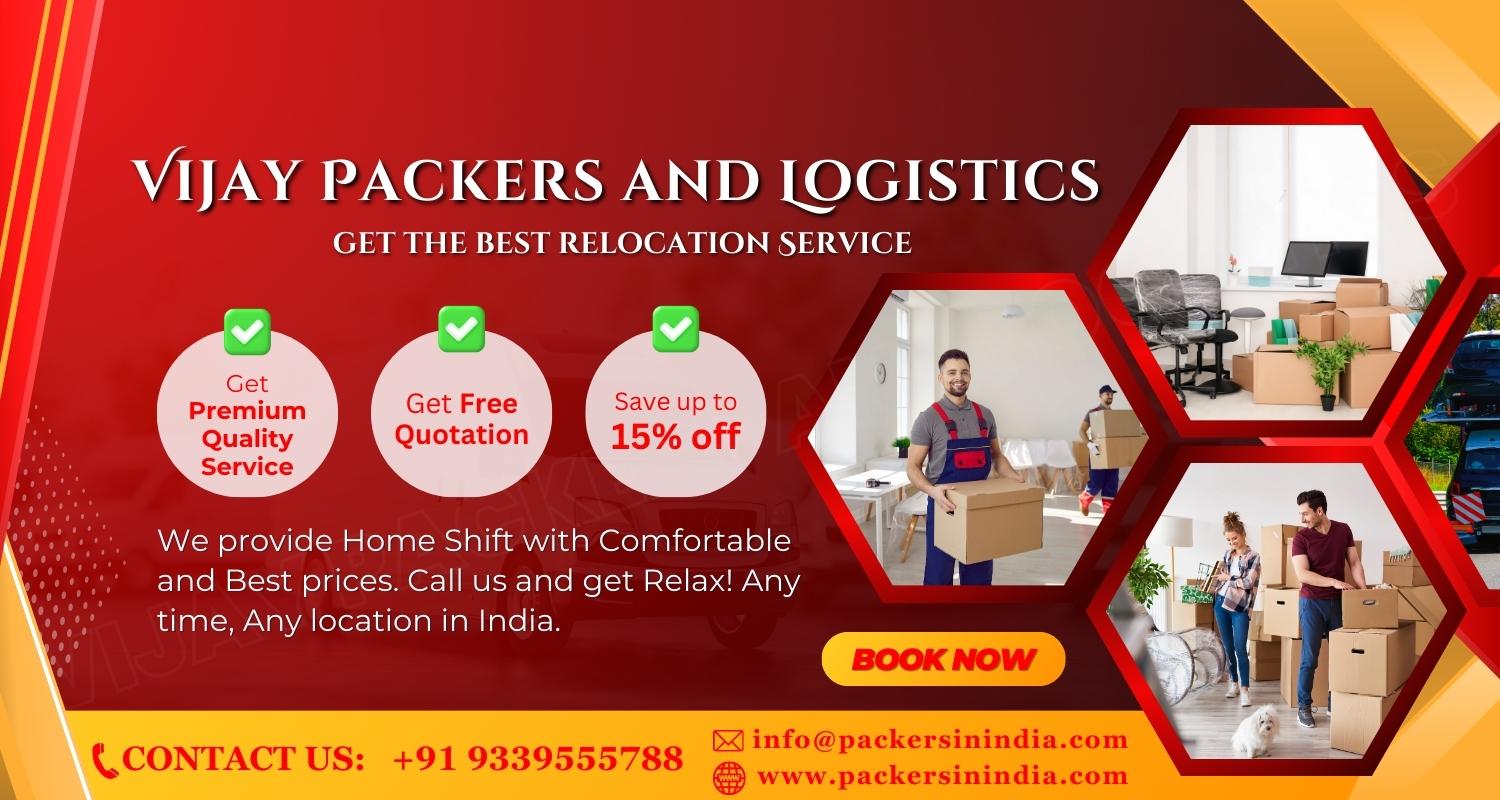 Vijay Packers and Logistics
Get the best relocation Service
Get
Premium
Quality
Service
Get Free
Quotation
Save up to
15% off
We provide Home Shift with Comfortable
and Best prices. Call us and get Relax! Any
time, Any location in India.
BOOK NOW
CONTACT US: +91 9339555788
info@packersinindia.com
www.packersinindia.com